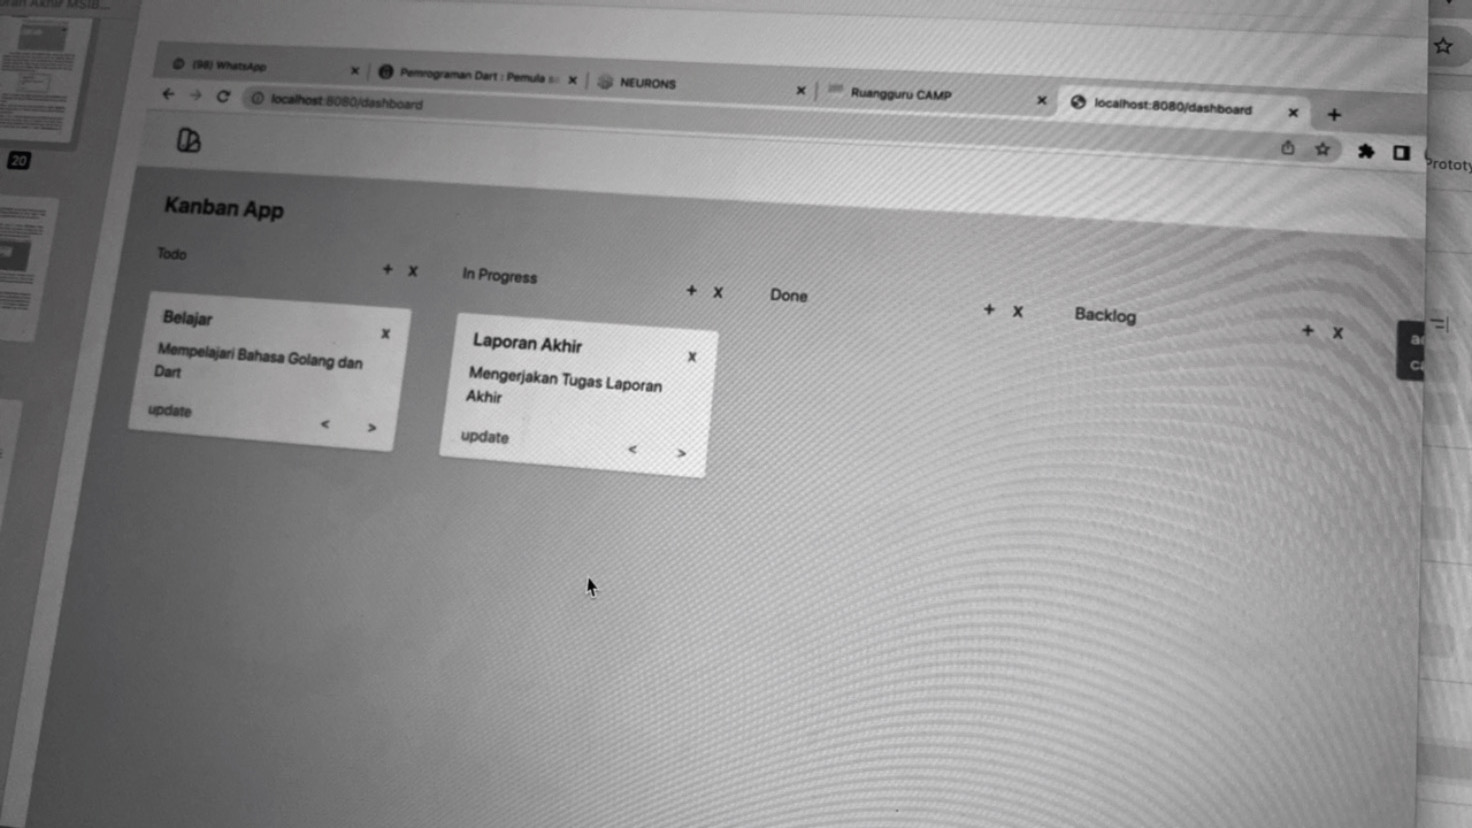 (98) WhatsApp
Pemrograman Dart : Pemula
NEURONS
Ruangguru CAMP
localhost:8080/dashboard
localhost:8080/dashboard
20
Kanban App
Todo
+ X
In Progress
+ X
Done
+ X
Backlog
+ X
Belajar
X
Mempelajari Bahasa Golang dan
Dart
update
< >
Laporan Akhir
X
Mengerjakan Tugas Laporan
Akhir
update
< >